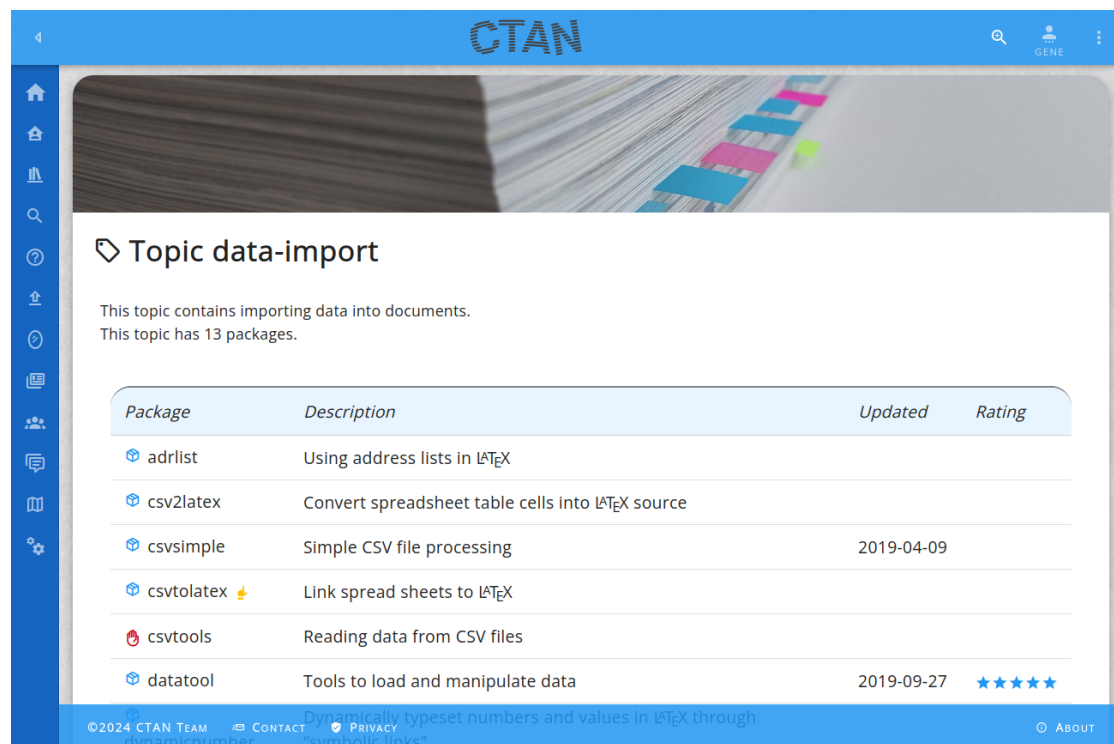 CTAN
GENE
Topic data-import
This topic contains importing data into documents.
This topic has 13 packages.
Package Description Updated Rating
adrlist Using address lists in LATEX
csv2latex Convert spreadsheet table cells into LATEX source
csvsimple Simple CSV file processing 2019-04-09
csvtolatex Link spread sheets to LATEX
csvtools Reading data from CSV files
datatool Tools to load and manipulate data 2019-09-27
Dynamically typeset numbers and values in LATEX through
dynamicnumber "symbolic links"
©2024 CTAN TEAM CONTACT PRIVACY ABOUT